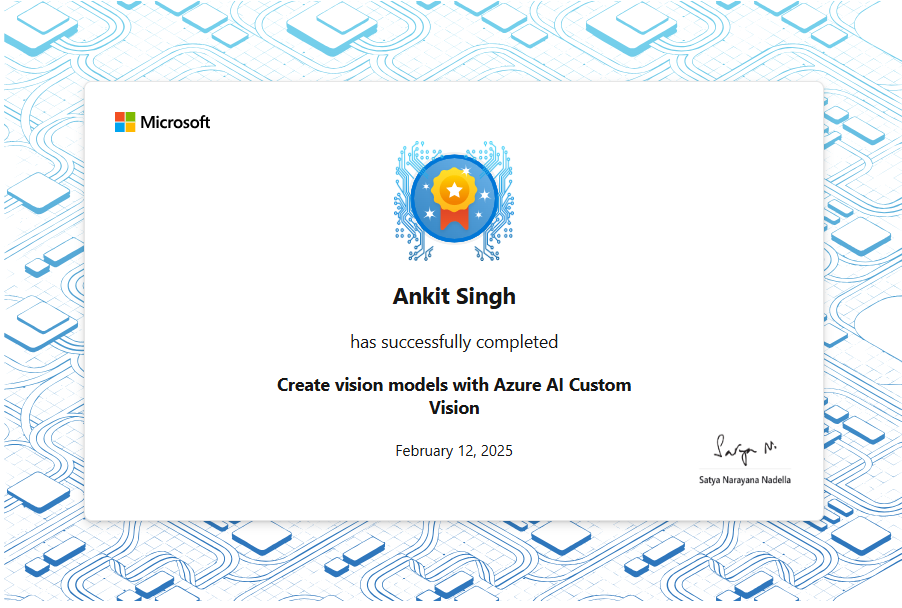 Microsoft
Ankit Singh
has successfully completed
Create vision models with Azure AI Custom
Vision
February 12, 2025
Satya N.
Satya Narayana Nadella